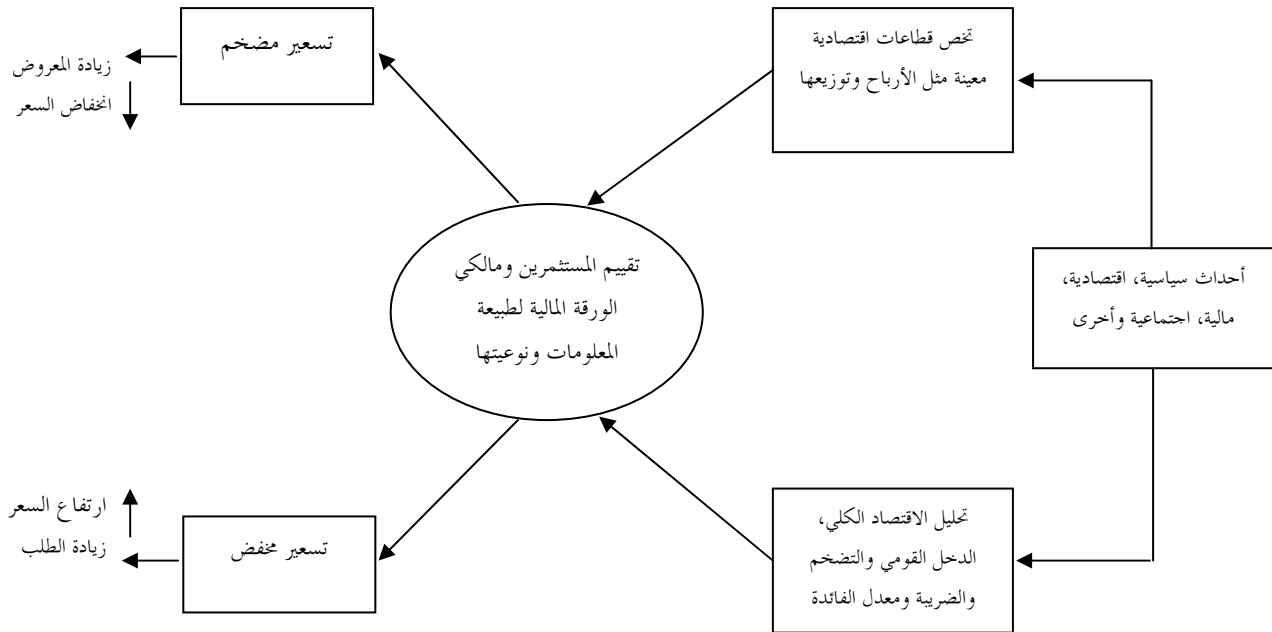 أحداث سياسية، اقتصادية،
مالية، اجتماعية وأخرى
تخص قطاعات اقتصادية
معينة مثل الأرباح وتوزيعها
تحليل الاقتصاد الكلي،
الدخل القومي والتضخم
والضريبة ومعدل الفائدة
تقييم المستثمرين ومالكي
الورقة المالية لطبيعة
المعلومات ونوعيتها
تسعير مضخم
زيادة المعروض
انخفاض السعر
تسعير مخفض
ارتفاع السعر
زيادة الطلب